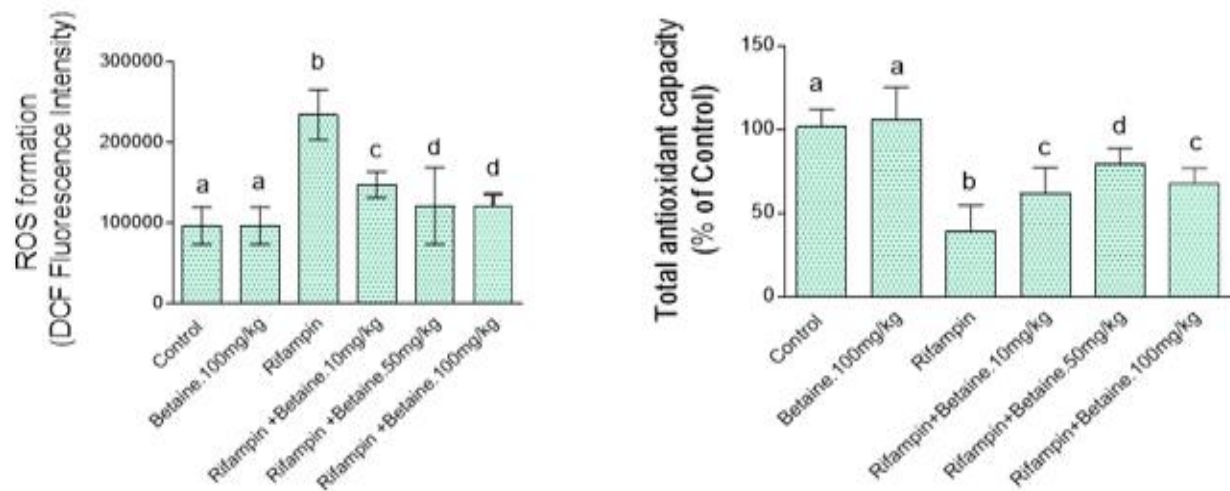 ROS formation
(DCF Fluorescence Intensity)
300000
200000
100000
0
a
a
b
c
d
d
Control
Betaine.100mg/kg
Rifampin
Rifampin +Betaine.10mg/kg
Rifampin +Betaine.50mg/kg
Rifampin +Betaine.100mg/kg
Total antioxidant capacity
(% of Control)
150
100
50
0
a
a
b
c
d
c
Control
Betaine.100mg/kg
Rifampin
Rifampin+Betaine.10mg/kg
Rifampin+Betaine.50mg/kg
Rifampin+Betaine.100mg/kg